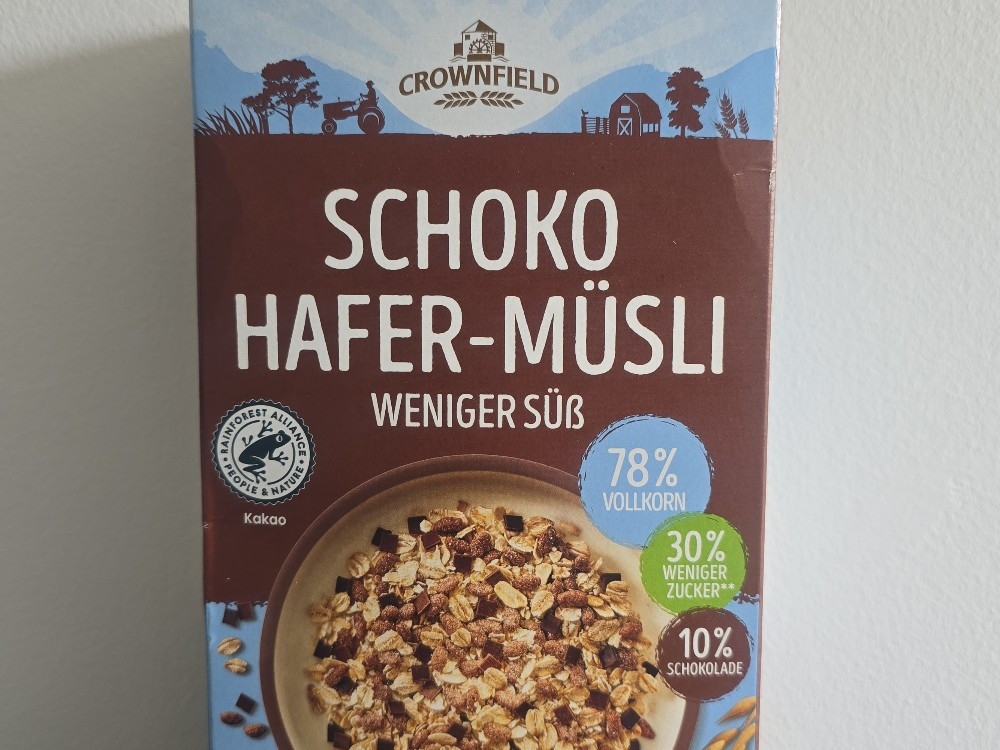 CROWNFIELD
SCHOKO
HAFER-MÜSLI
WENIGER SÜß
RAINFOREST ALLIANCE
PEOPLE & NATURE
Kakao
78%
VOLLKORN
30%
WENIGER
ZUCKER**
10%
SCHOKOLADE